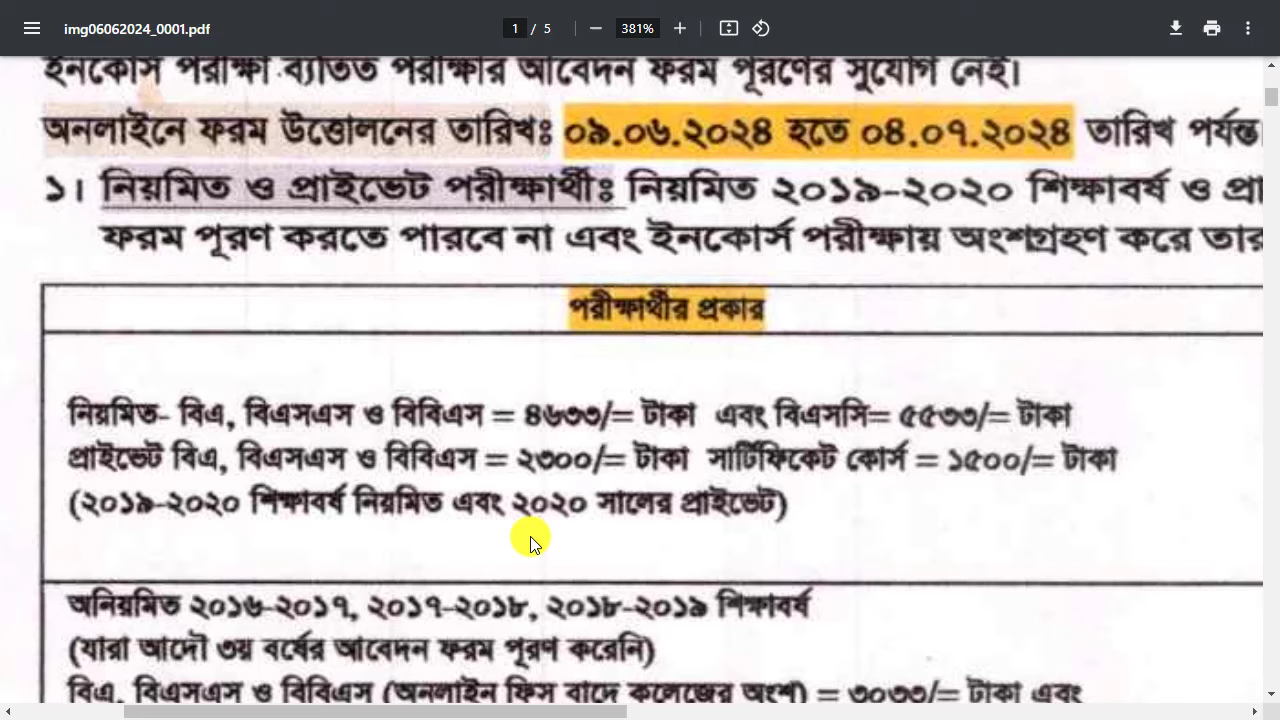 img06062024_0001.pdf
1 / 5
381%
ইনকোর্স পরীক্ষা ব্যতিত পরীক্ষার আবেদন ফরম পূরণের সুযোগ নেই।
অনলাইনে ফরম উত্তোলনের তারিখঃ ০৯.০৬.২০২৪ হতে ০৪.০৭.২০২৪ তারিখ পর্যন্ত
১। নিয়মিত ও প্রাইভেট পরীক্ষার্থীঃ নিয়মিত ২০১৯-২০২০ শিক্ষাবর্ষ ও
ফরম পূরণ করতে পারবে না এবং ইনকোর্স পরীক্ষায় অংশগ্রহণ করে
পরীক্ষার্থীর প্রকার
নিয়মিত- বিএ, বিএসএস ও বিবিএস = ৪৬৩৩/= টাকা এবং বিএসসি= ৫৫৩৩/= টাকা
প্রাইভেট বিএ, বিএসএস ও বিবিএস = ২৩০০/= টাকা সার্টিফিকেট কোর্স = ১৫০০/= টাকা
(২০১৯-২০২০ শিক্ষাবর্ষ নিয়মিত এবং ২০২০ সালের প্রাইভেট)
অনিয়মিত ২০১৬-২০১৭, ২০১৭-২০১৮, ২০১৮-২০১৯ শিক্ষাবর্ষ
(যারা আদৌ ৩য় বর্ষের আবেদন ফরম পূরণ করেনি)
বিএ, বিএসএস ও বিবিএস (অনলাইন ফিস বাদে কলেজের অংশ) = ৩০৩৩/= টাকা এবং